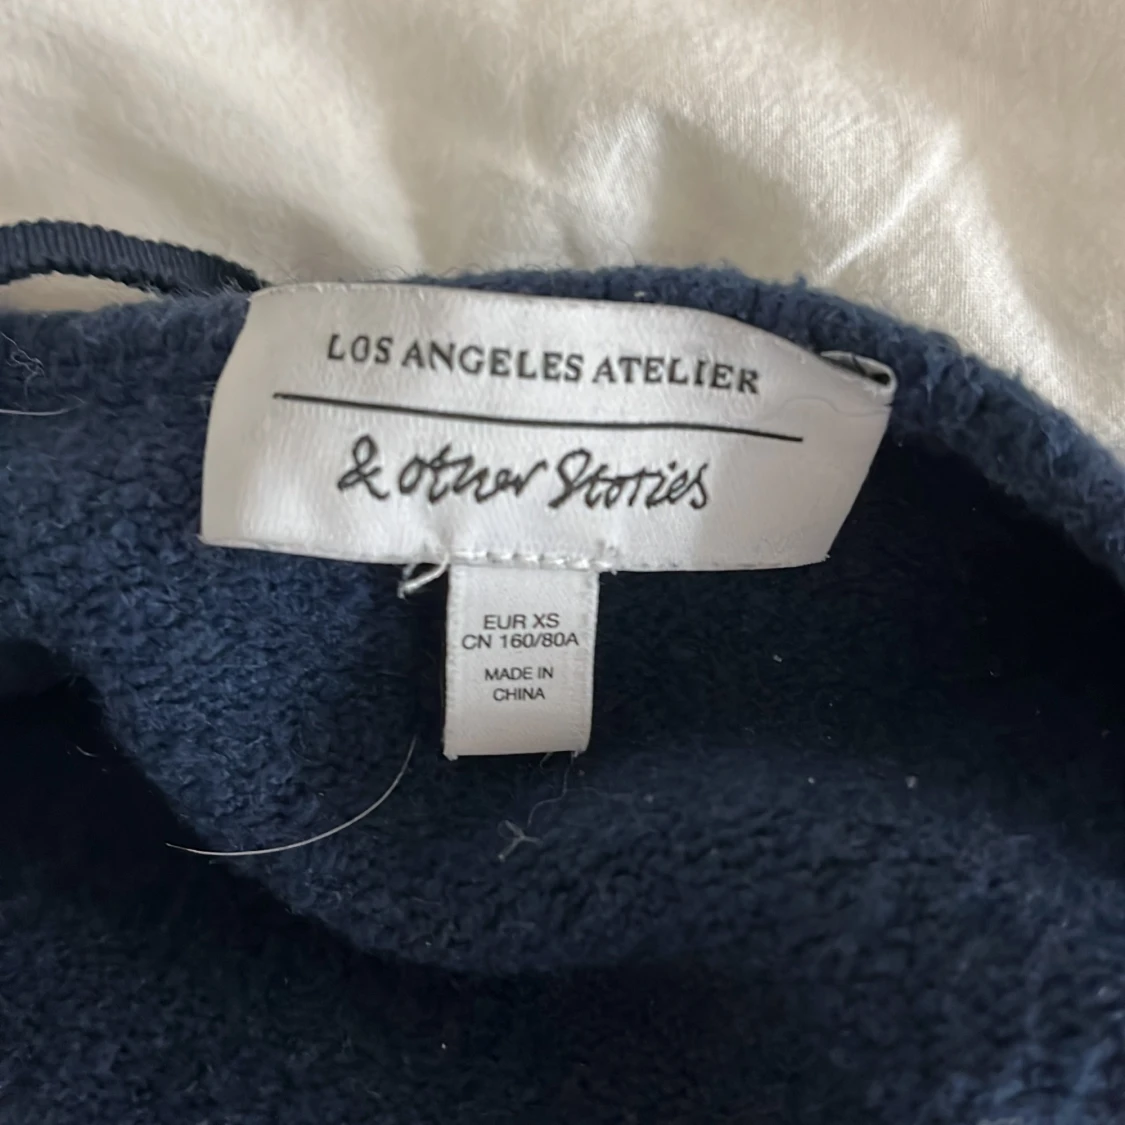 LOS ANGELES ATELIER
& other Stories
EUR XS
CN 160/80A
MADE IN
CHINA